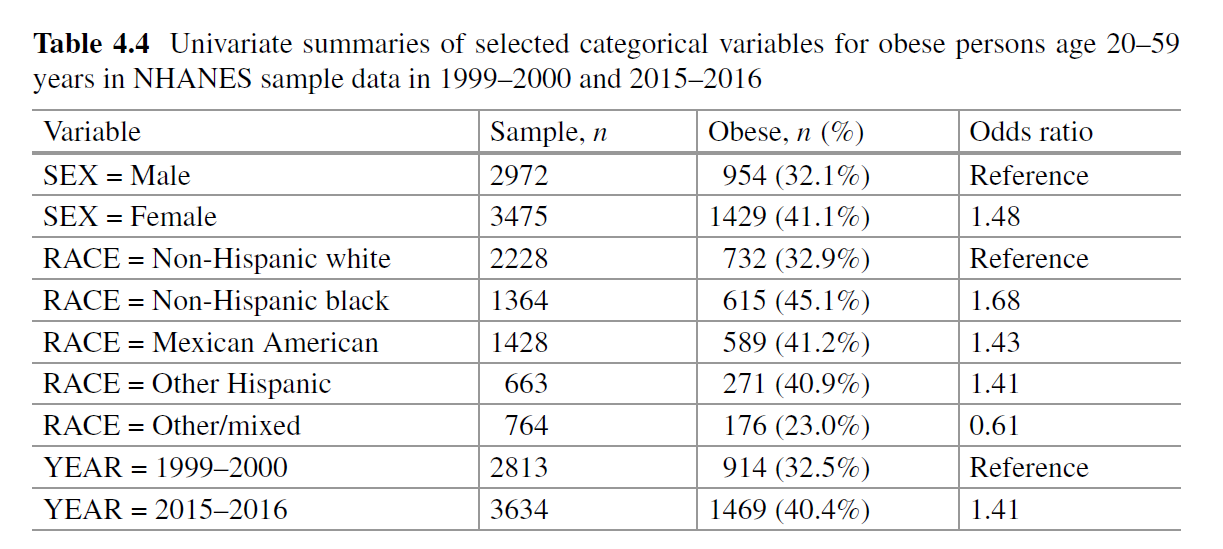 Table 4.4 Univariate summaries of selected categorical variables for obese persons age 20–59
years in NHANES sample data in 1999–2000 and 2015–2016
Variable Sample, n Obese, n (%) Odds ratio
SEX = Male 2972 954 (32.1%) Reference
SEX = Female 3475 1429 (41.1%) 1.48
RACE = Non-Hispanic white 2228 732 (32.9%) Reference
RACE = Non-Hispanic black 1364 615 (45.1%) 1.68
RACE = Mexican American 1428 589 (41.2%) 1.43
RACE = Other Hispanic 663 271 (40.9%) 1.41
RACE = Other/mixed 764 176 (23.0%) 0.61
YEAR = 1999–2000 2813 914 (32.5%) Reference
YEAR = 2015–2016 3634 1469 (40.4%) 1.41